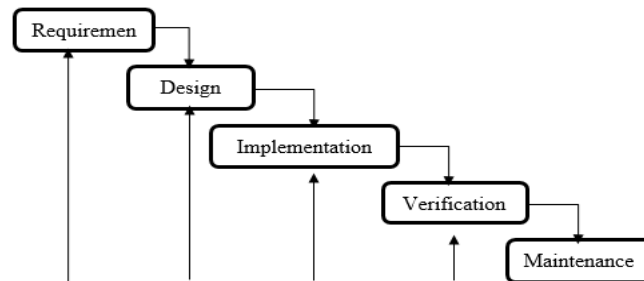 Requiremen
Design
Implementation
Verification
Maintenance